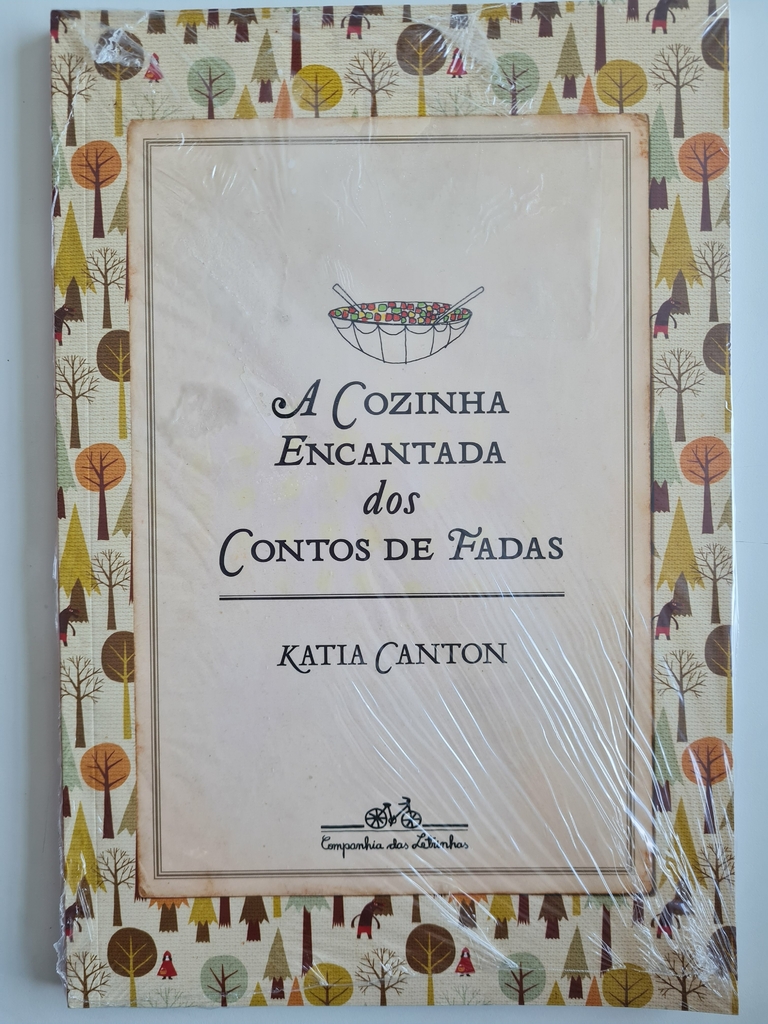 A COZINHA
ENCANTADA
dos
CONTOS DE FADAS
KATIA CANTON
Companhia das Letrinhas